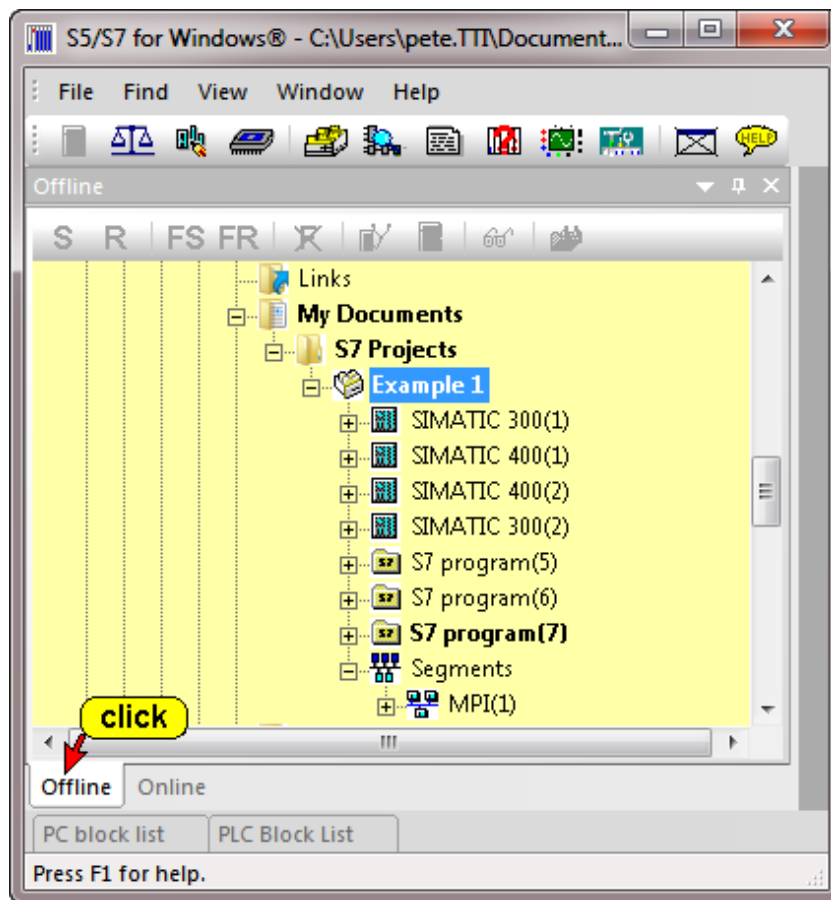 S5/S7 for Windows® - C:\Users\pete.TTI\Document...
File Find View Window Help
HELP
Offline
S R FS FR
Links
My Documents
S7 Projects
Example 1
SIMATIC 300(1)
SIMATIC 400(1)
SIMATIC 400(2)
SIMATIC 300(2)
S7 program(5)
S7 program(6)
S7 program(7)
Segments
MPI(1)
click
Offline Online
PC block list PLC Block List
Press F1 for help.